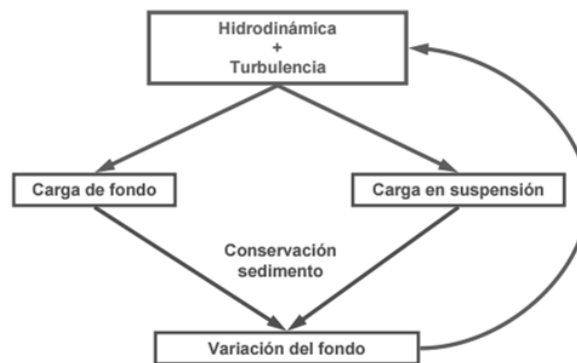 Hidrodinámica
+
Turbulencia
Carga de fondo
Carga en suspensión
Conservación
sedimento
Variación del fondo